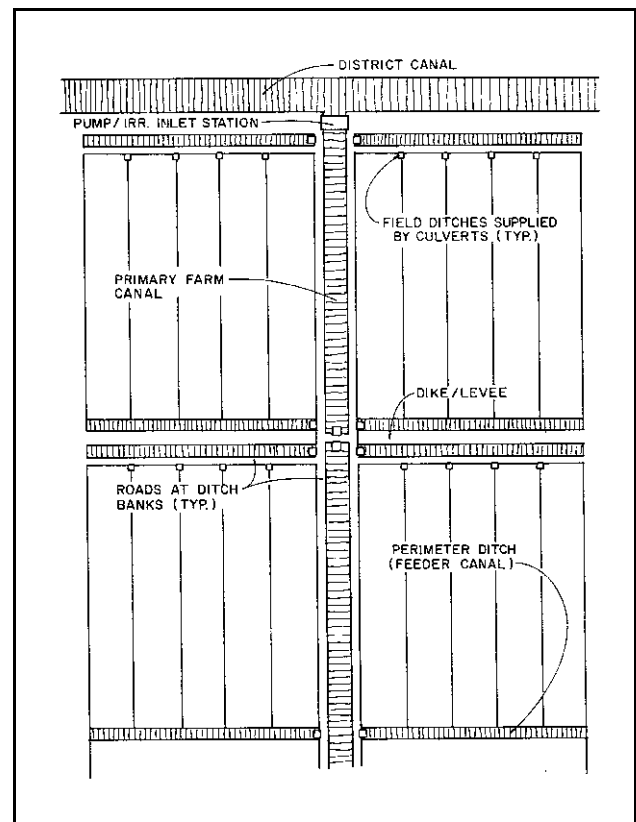 DISTRICT CANAL
PUMP/IRR. INLET STATION
FIELD DITCHES SUPPLIED
BY CULVERTS (TYP.)
PRIMARY FARM
CANAL
DIKE/LEVEE
ROADS AT DITCH
BANKS (TYP.)
PERIMETER DITCH
(FEEDER CANAL)